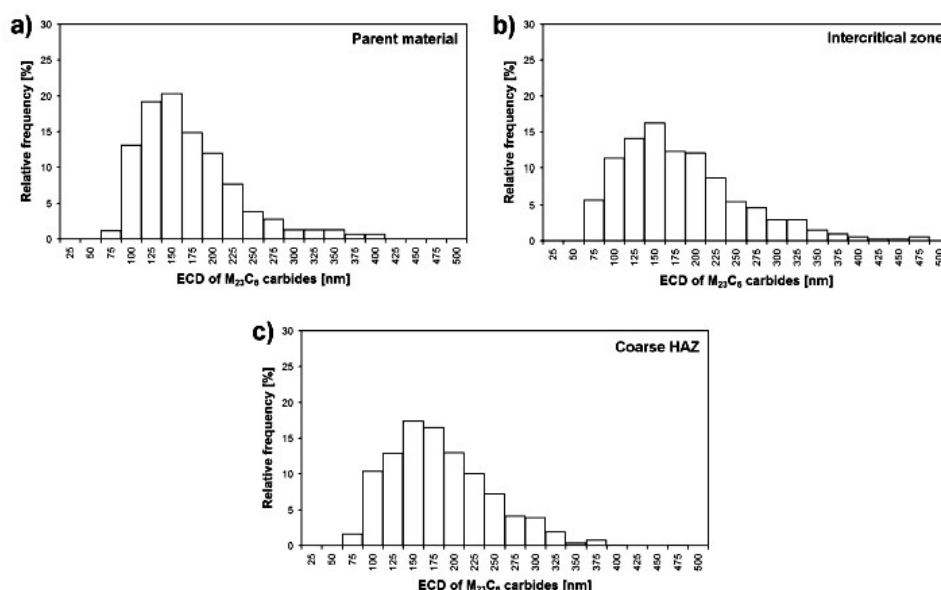 a)
Parent material
Relative frequency [%]
30
25
20
15
10
5
0
25 50 75 100 125 150 175 200 225 250 275 300 325 350 375 400 425 450 475 500
ECD of M₂₃C₆ carbides [nm]
b)
Intercritical zone
Relative frequency [%]
30
25
20
15
10
5
0
25 50 75 100 125 150 175 200 225 250 275 300 325 350 375 400 425 450 475 500
ECD of M₂₃C₆ carbides [nm]
c)
Coarse HAZ
Relative frequency [%]
30
25
20
15
10
5
0
25 50 75 100 125 150 175 200 225 250 275 300 325 350 375 400 425 450 475 500
ECD of M₂₃C₆ carbides [nm]